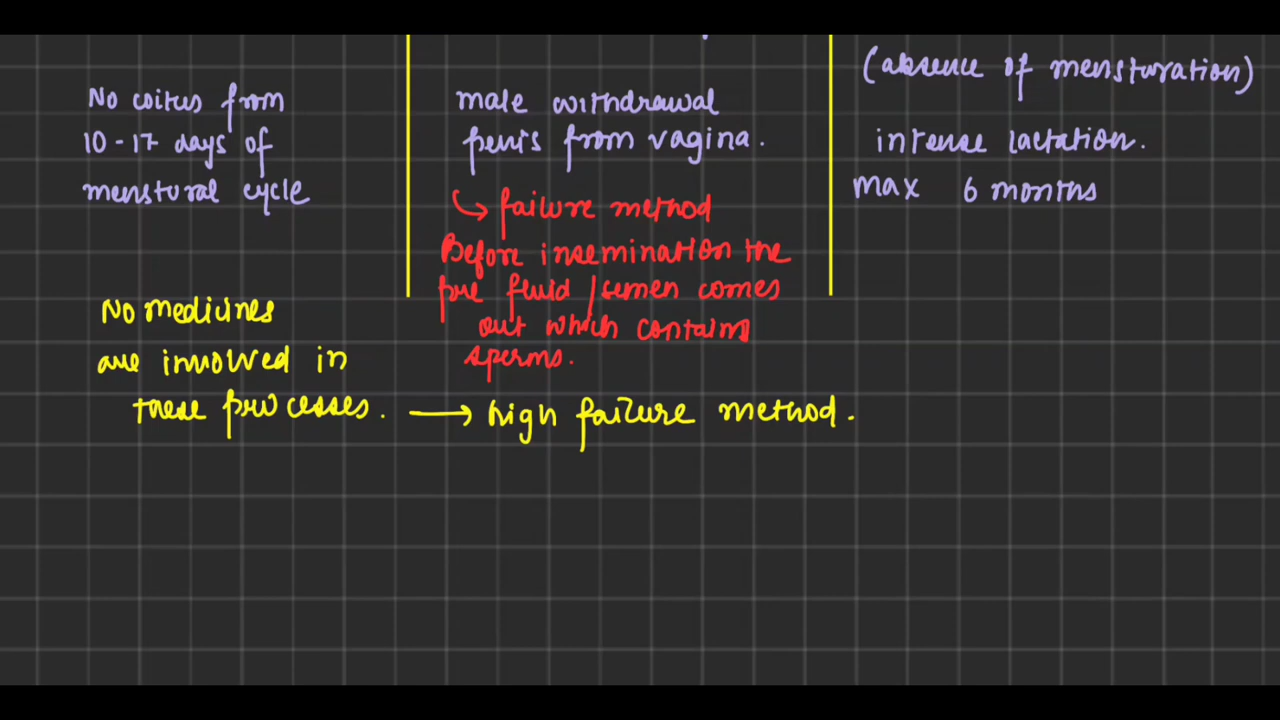 No coitus from
10-17 days of
menstural cycle
male withdrawal
penis from vagina.
↳ failure method
Before insemination the
pre fluid / semen comes
out which contains
sperms.
(absence of mensturation)
intense lactation.
max 6 months
No medicines
are involved in
these processes. → high failure method.